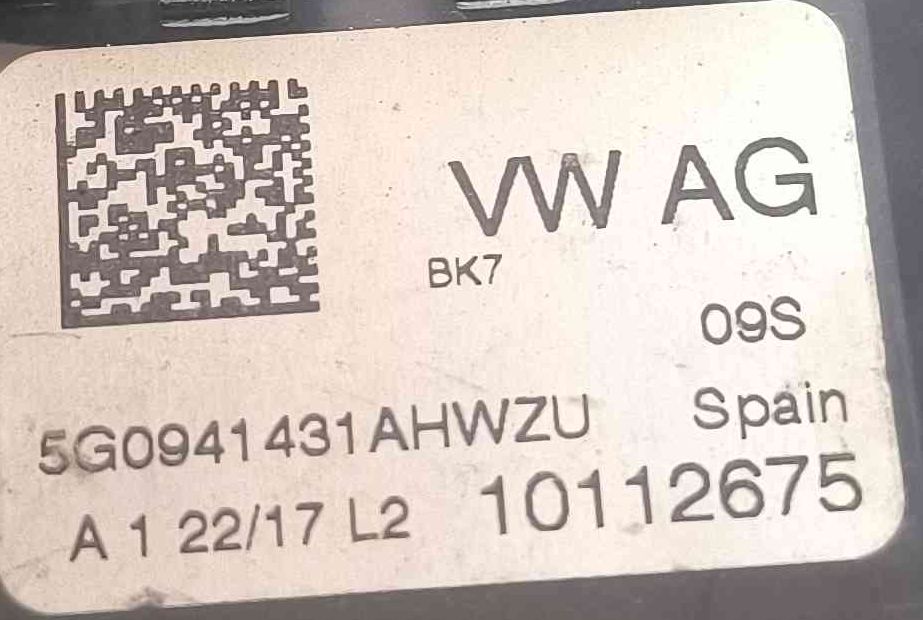 VW AG
BK7
09S
5G0941431AHWZU Spain
A 1 22/17 L2 10112675